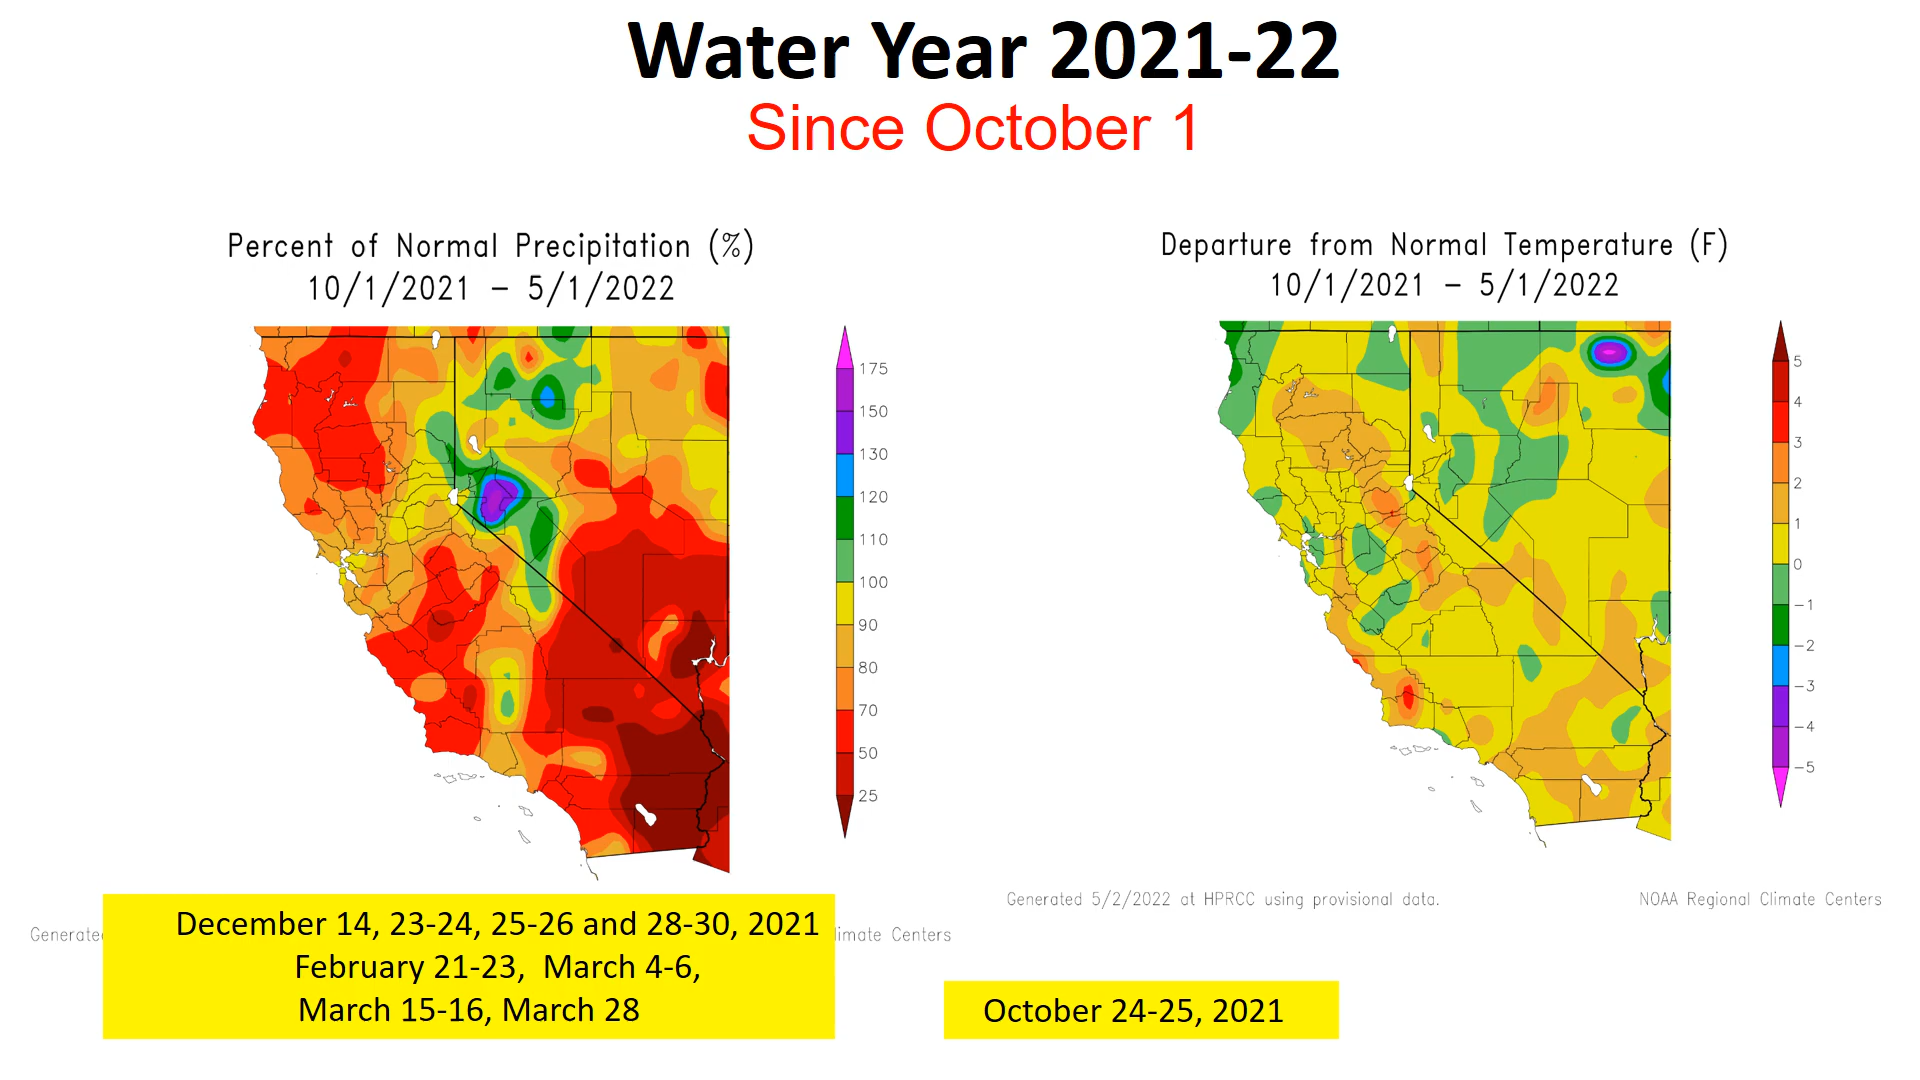 Water Year 2021-22
Since October 1
Percent of Normal Precipitation (%)
10/1/2021 – 5/1/2022
175
150
130
120
110
100
90
80
70
50
25
Departure from Normal Temperature (F)
10/1/2021 – 5/1/2022
5
4
3
2
1
0
−1
−2
−3
−4
−5
Generated 5/2/2022 at HPRCC using provisional data.
NOAA Regional Climate Centers
Centers
December 14, 23-24, 25-26 and 28-30, 2021
February 21-23, March 4-6,
March 15-16, March 28
October 24-25, 2021